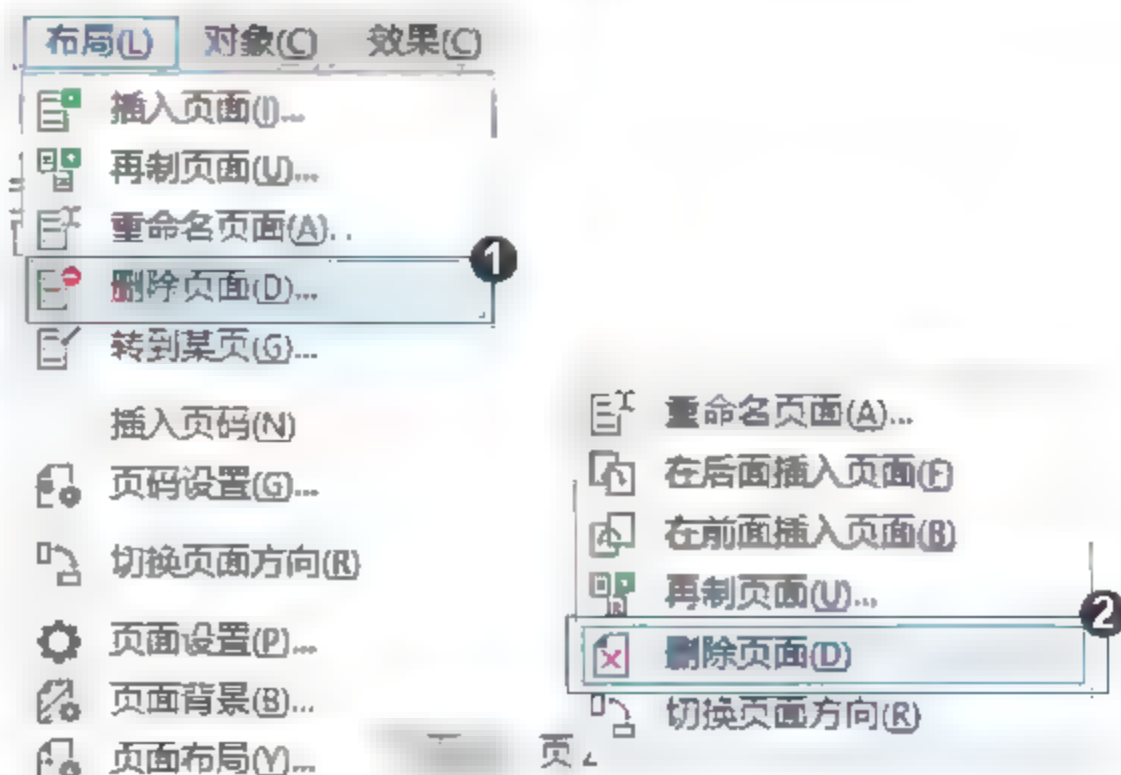 布局(L) 对象(C) 效果(C)
插入页面(I)...
再制页面(U)...
重命名页面(A)...
1
删除页面(D)...
转到某页(G)...
插入页码(N)
页码设置(G)...
切换页面方向(R)
页面设置(P)...
页面背景(B)...
页面布局(Y)...
重命名页面(A)...
在后面插入页面(F)
在前面插入页面(B)
再制页面(U)...
2
删除页面(D)
切换页面方向(R)
页